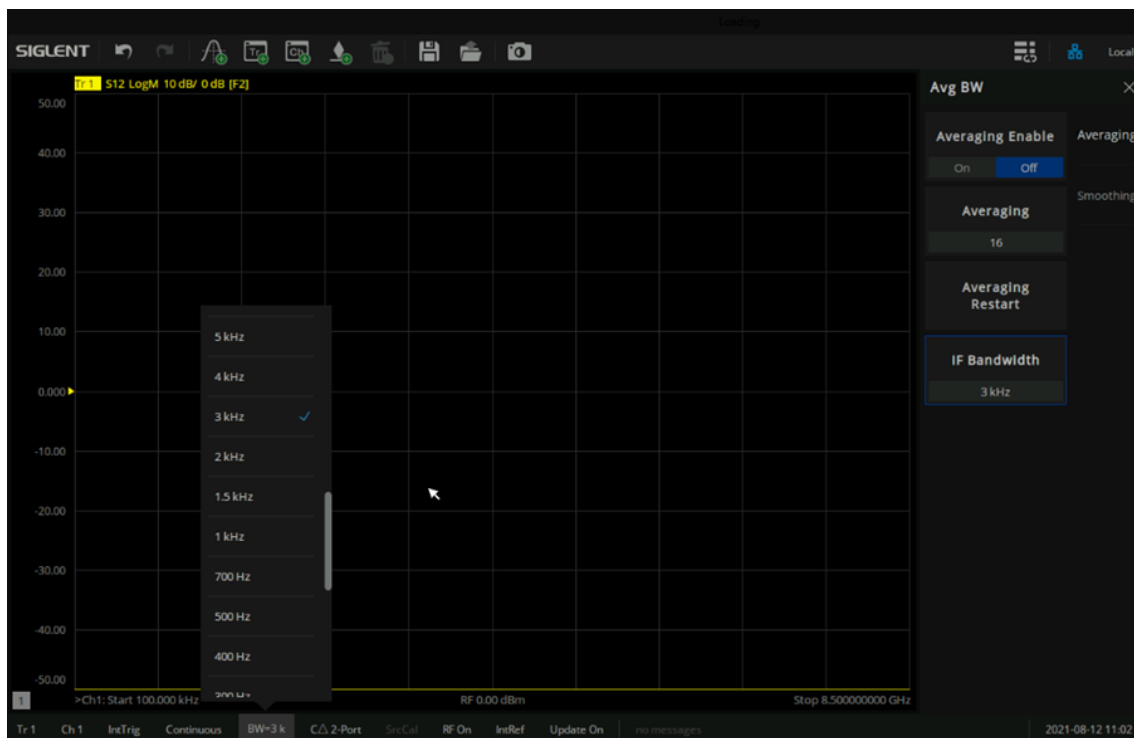 Loading
SIGLENT
Local
Tr 1 S12 LogM 10 dB/ 0 dB [F2]
50.00
40.00
30.00
20.00
10.00
0.000
-10.00
-20.00
-30.00
-40.00
-50.00
5 kHz
4 kHz
3 kHz
2 kHz
1.5 kHz
1 kHz
700 Hz
500 Hz
400 Hz
300 Hz
1
>Ch1: Start 100.000 kHz
RF 0.00 dBm
Stop 8.500000000 GHz
Avg BW
Averaging Enable
On Off
Averaging
16
Averaging
Restart
IF Bandwidth
3 kHz
Averaging
Smoothing
Tr 1 Ch 1 IntTrig Continuous BW=3 k C△ 2-Port SrcCal RF On IntRef Update On no messages 2021-08-12 11:02